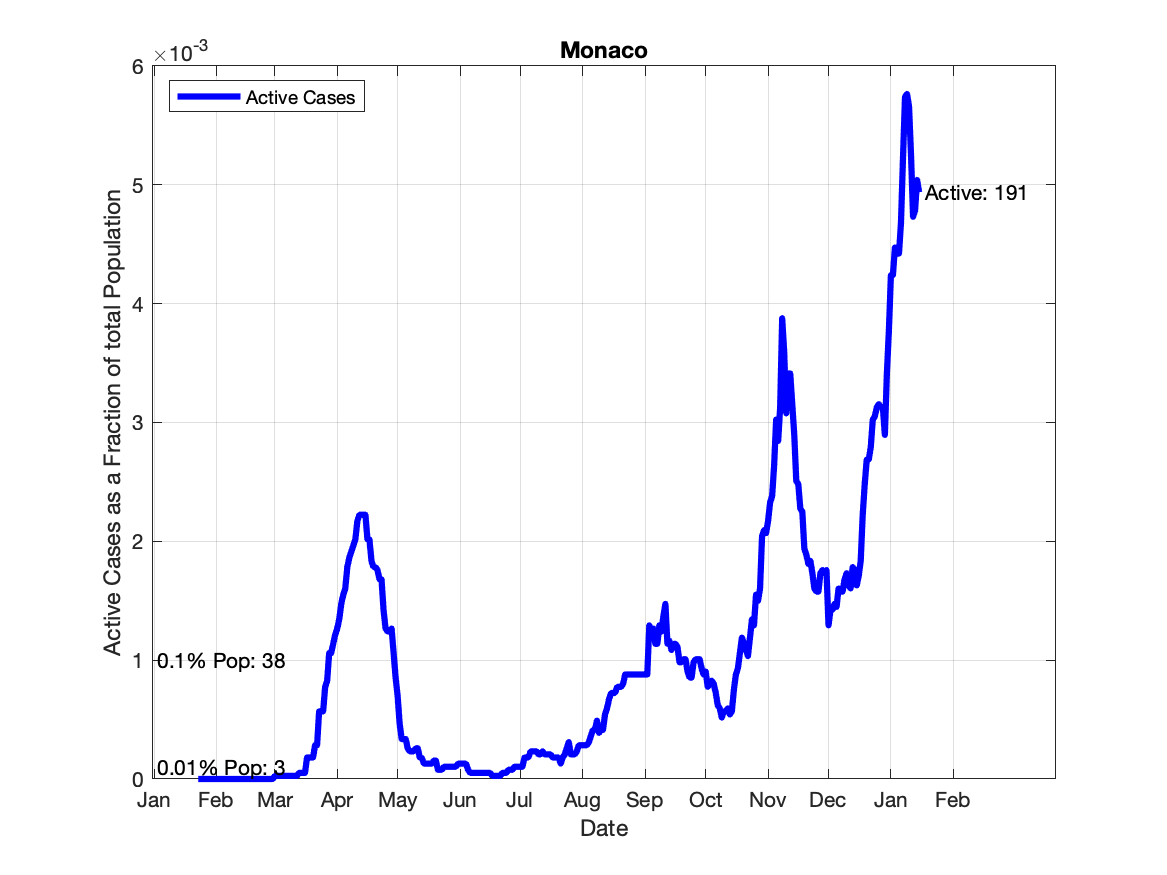 Monaco
×10-3
Active Cases
6
5
4
3
2
1
0
Active Cases as a Fraction of total Population
Active: 191
0.1% Pop: 38
0.01% Pop: 3
Jan Feb Mar Apr May Jun Jul Aug Sep Oct Nov Dec Jan Feb
Date